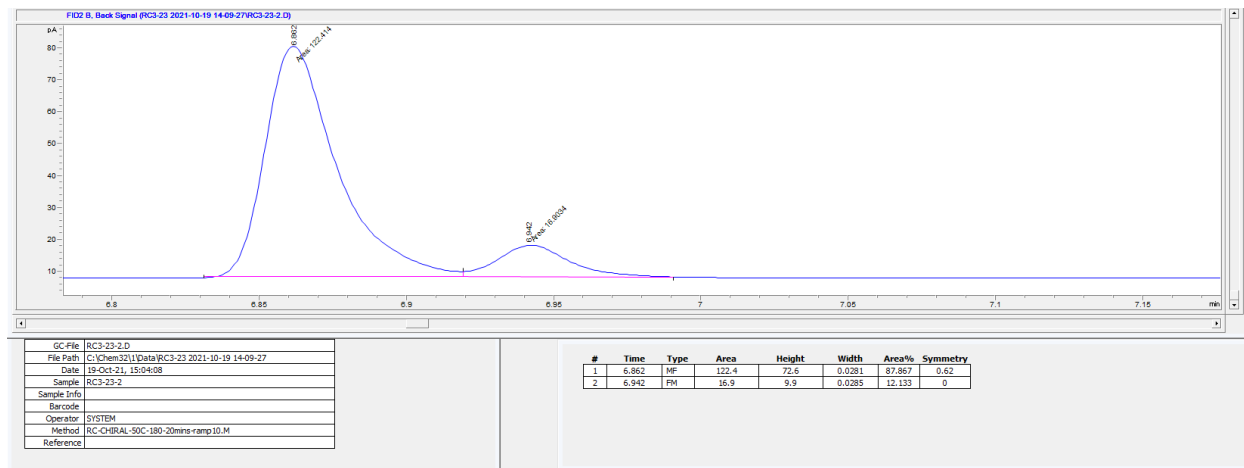 FID2 B, Back Signal (RC3-23 2021-10-19 14-09-27\RC3-23-2.D)
pA
80
70
60
50
40
30
20
10
6.862
Area: 122.414
6.942
Area: 16.9034
6.8 6.85 6.9 6.95 7 7.05 7.1 7.15 min
GC-File RC3-23-2.D
File Path C:\Chem32\1\Data\RC3-23 2021-10-19 14-09-27
Date 19-Oct-21, 15:04:08
Sample RC3-23-2
Sample Info
Barcode
Operator SYSTEM
Method RC-CHIRAL-50C-180-20mins-ramp10.M
Reference
# Time Type Area Height Width Area% Symmetry
1 6.862 MF 122.4 72.6 0.0281 87.867 0.62
2 6.942 FM 16.9 9.9 0.0285 12.133 0